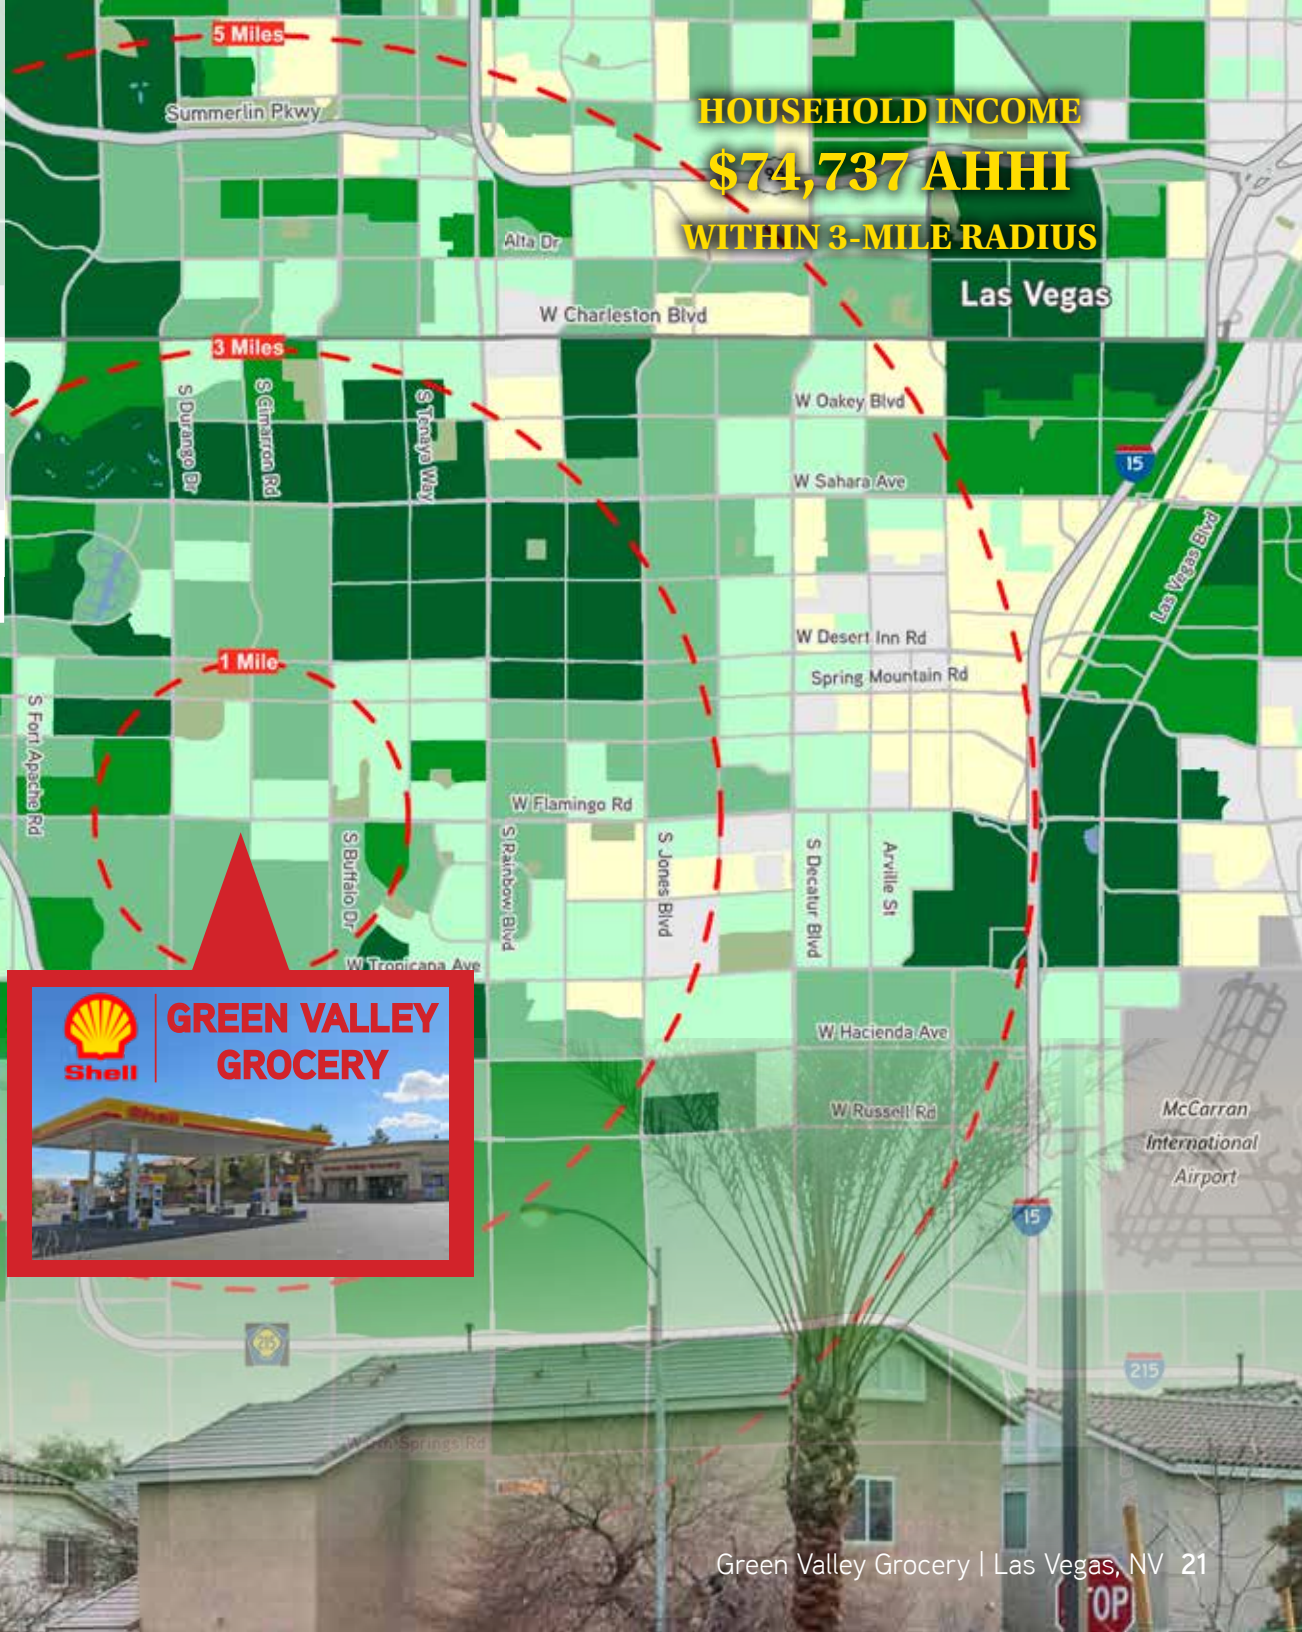 5 Miles
Summerlin Pkwy
HOUSEHOLD INCOME
$74,737 AHHI
WITHIN 3-MILE RADIUS
Alta Dr
Las Vegas
W Charleston Blvd
3 Miles
S Durango Dr
S Cimarron Rd
S Tenaya Way
W Oakey Blvd
15
W Sahara Ave
Las Vegas Blvd
W Desert Inn Rd
1 Mile
Spring Mountain Rd
S Fort Apache Rd
W Flamingo Rd
S Buffalo Dr
S Rainbow Blvd
S Jones Blvd
S Decatur Blvd
Arville St
W Tropicana Ave
GREEN VALLEY
GROCERY
Shell
Shell
W Hacienda Ave
W Russell Rd
McCarran
International
Airport
15
215
Springs Rd
Green Valley Grocery | Las Vegas, NV 21
TOP